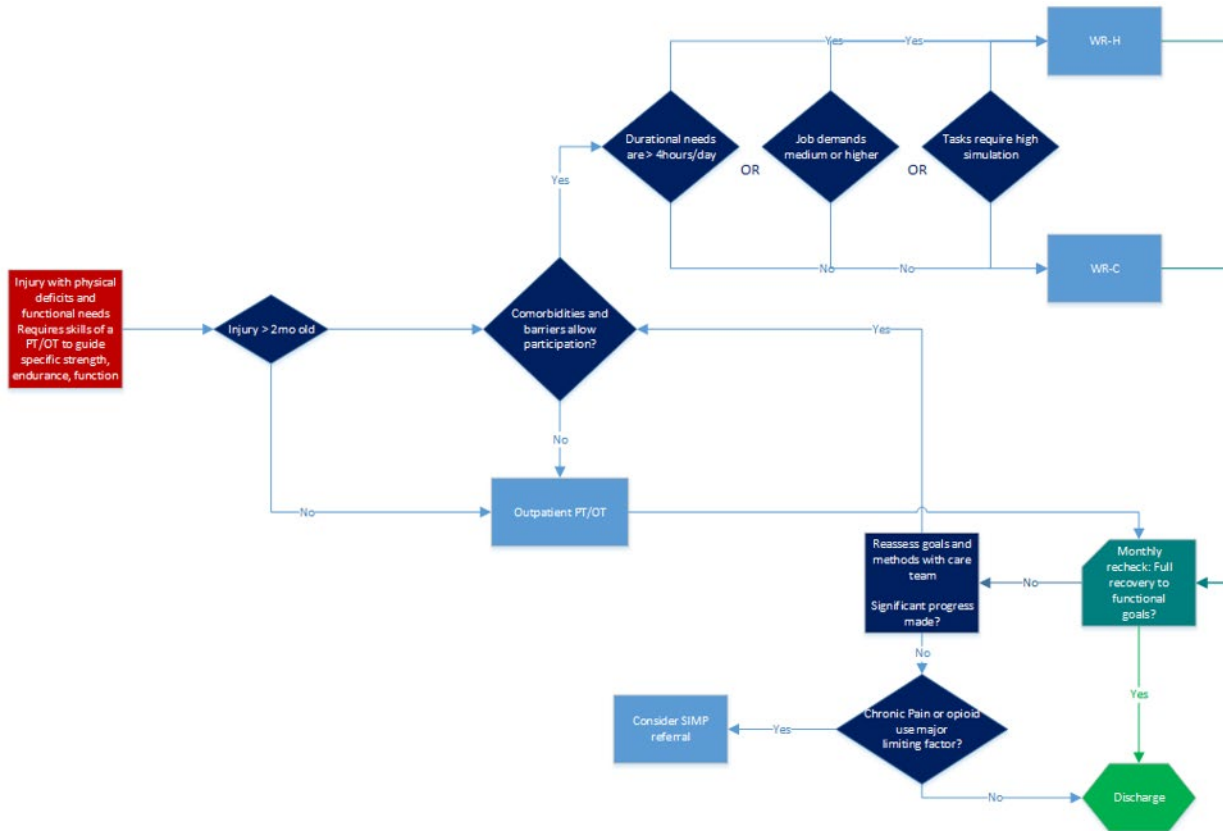 WR-H
Yes
Yes
Durational needs
are > 4hours/day
OR
Job demands
medium or higher
OR
Tasks require high
simulation
Yes
No
No
WR-C
Injury with physical
deficits and
functional needs
Requires skills of a
PT/OT to guide
specific strength,
endurance, function
Injury > 2mo old
Comorbidities and
barriers allow
participation?
Yes
No
No
Outpatient PT/OT
Reassess goals and
methods with care
team
Significant progress
made?
No
Monthly
recheck: Full
recovery to
functional
goals?
No
Yes
Consider SIMP
referral
Yes
Chronic Pain or opioid
use major
limiting factor?
No
Discharge